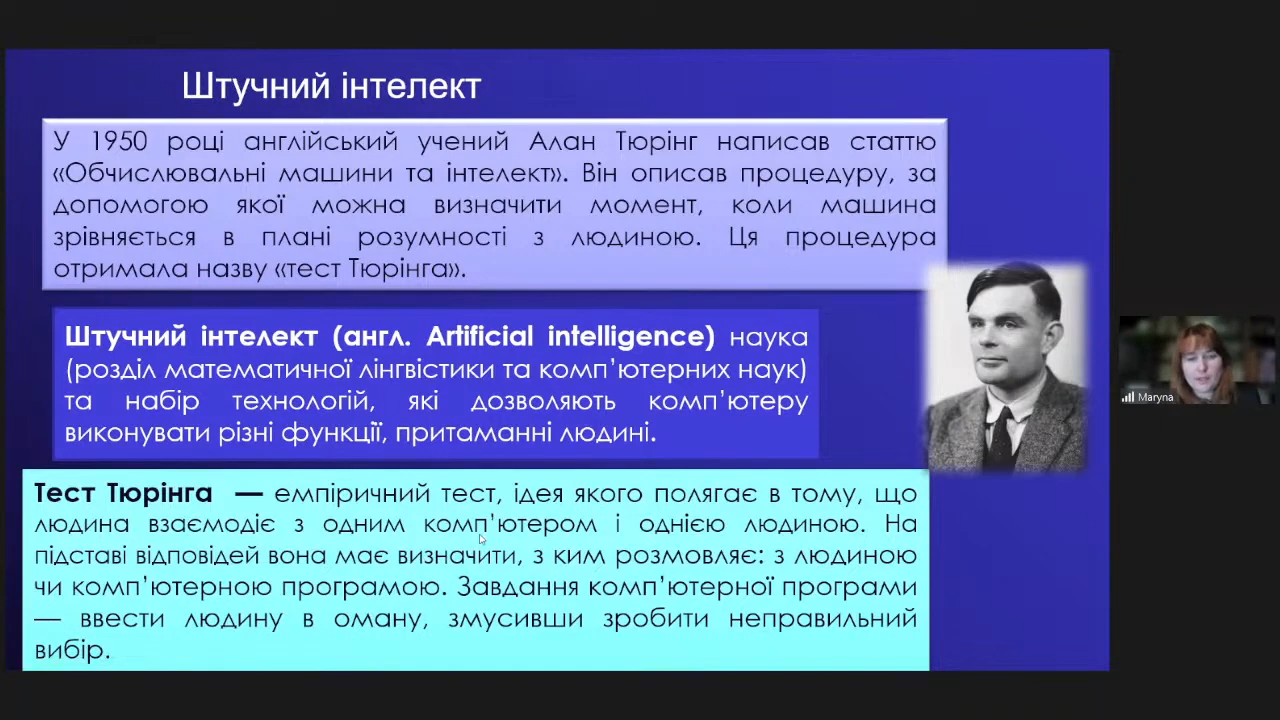 Штучний інтелект
У 1950 році англійський учений Алан Тюрінг написав статтю
«Обчислювальні машини та інтелект». Він описав процедуру, за
допомогою якої можна визначити момент, коли машина
зрівняється в плані розумності з людиною. Ця процедура
отримала назву «тест Тюрінга».
Штучний інтелект (англ. Artificial intelligence) наука
(розділ математичної лінгвістики та комп’ютерних наук)
та набір технологій, які дозволяють комп’ютеру
виконувати різні функції, притаманні людині.
Тест Тюрінга — емпіричний тест, ідея якого полягає в тому, що
людина взаємодіє з одним комп’ютером і однією людиною. На
підставі відповідей вона має визначити, з ким розмовляє: з людиною
чи комп’ютерною програмою. Завдання комп’ютерної програми
— ввести людину в оману, змусивши зробити неправильний
вибір.
Maryna